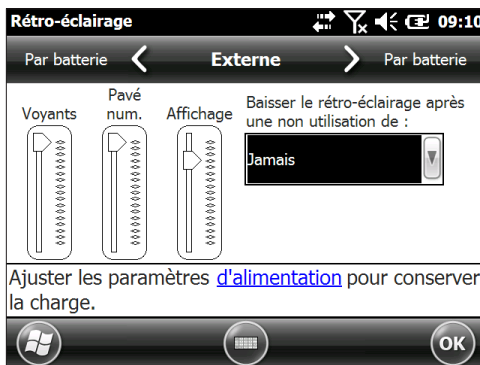 Rétro-éclairage 09:10
Par batterie Externe Par batterie
Voyants Pavé num. Affichage
Baisser le rétro-éclairage après
une non utilisation de :
Jamais
Ajuster les paramètres d'alimentation pour conserver
la charge.
OK